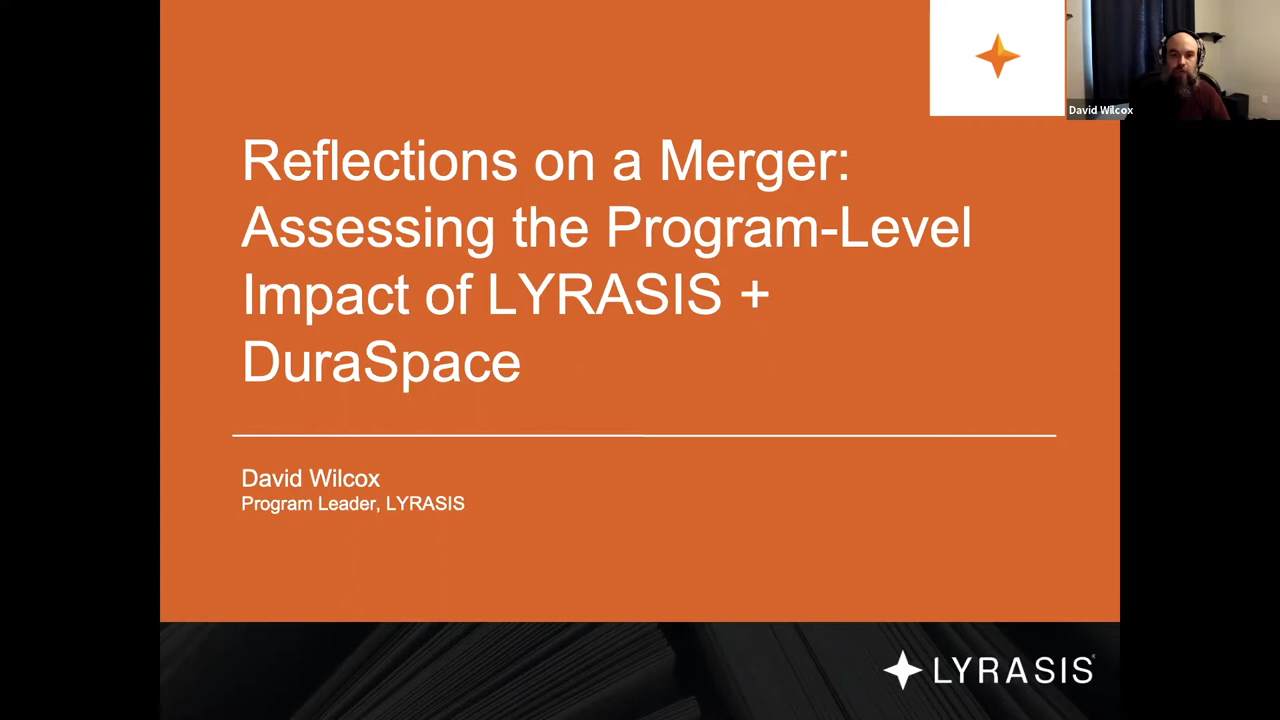 David Wilcox
Reflections on a Merger:
Assessing the Program-Level
Impact of LYRASIS +
DuraSpace
David Wilcox
Program Leader, LYRASIS
LYRASIS